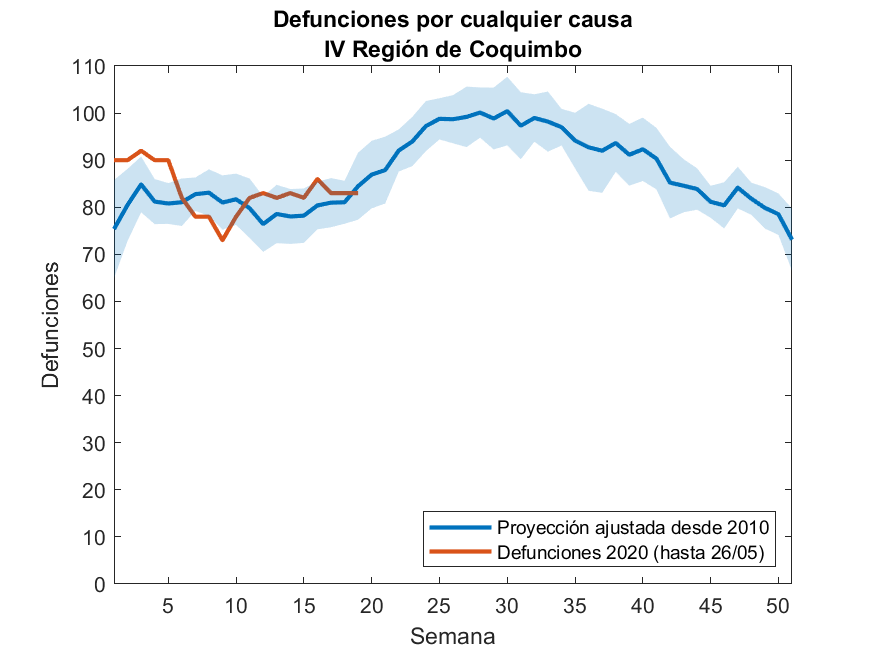 Defunciones por cualquier causa
IV Región de Coquimbo
110
100
90
80
70
60
50
40
30
20
10
0
Defunciones
Proyección ajustada desde 2010
Defunciones 2020 (hasta 26/05)
5 10 15 20 25 30 35 40 45 50
Semana